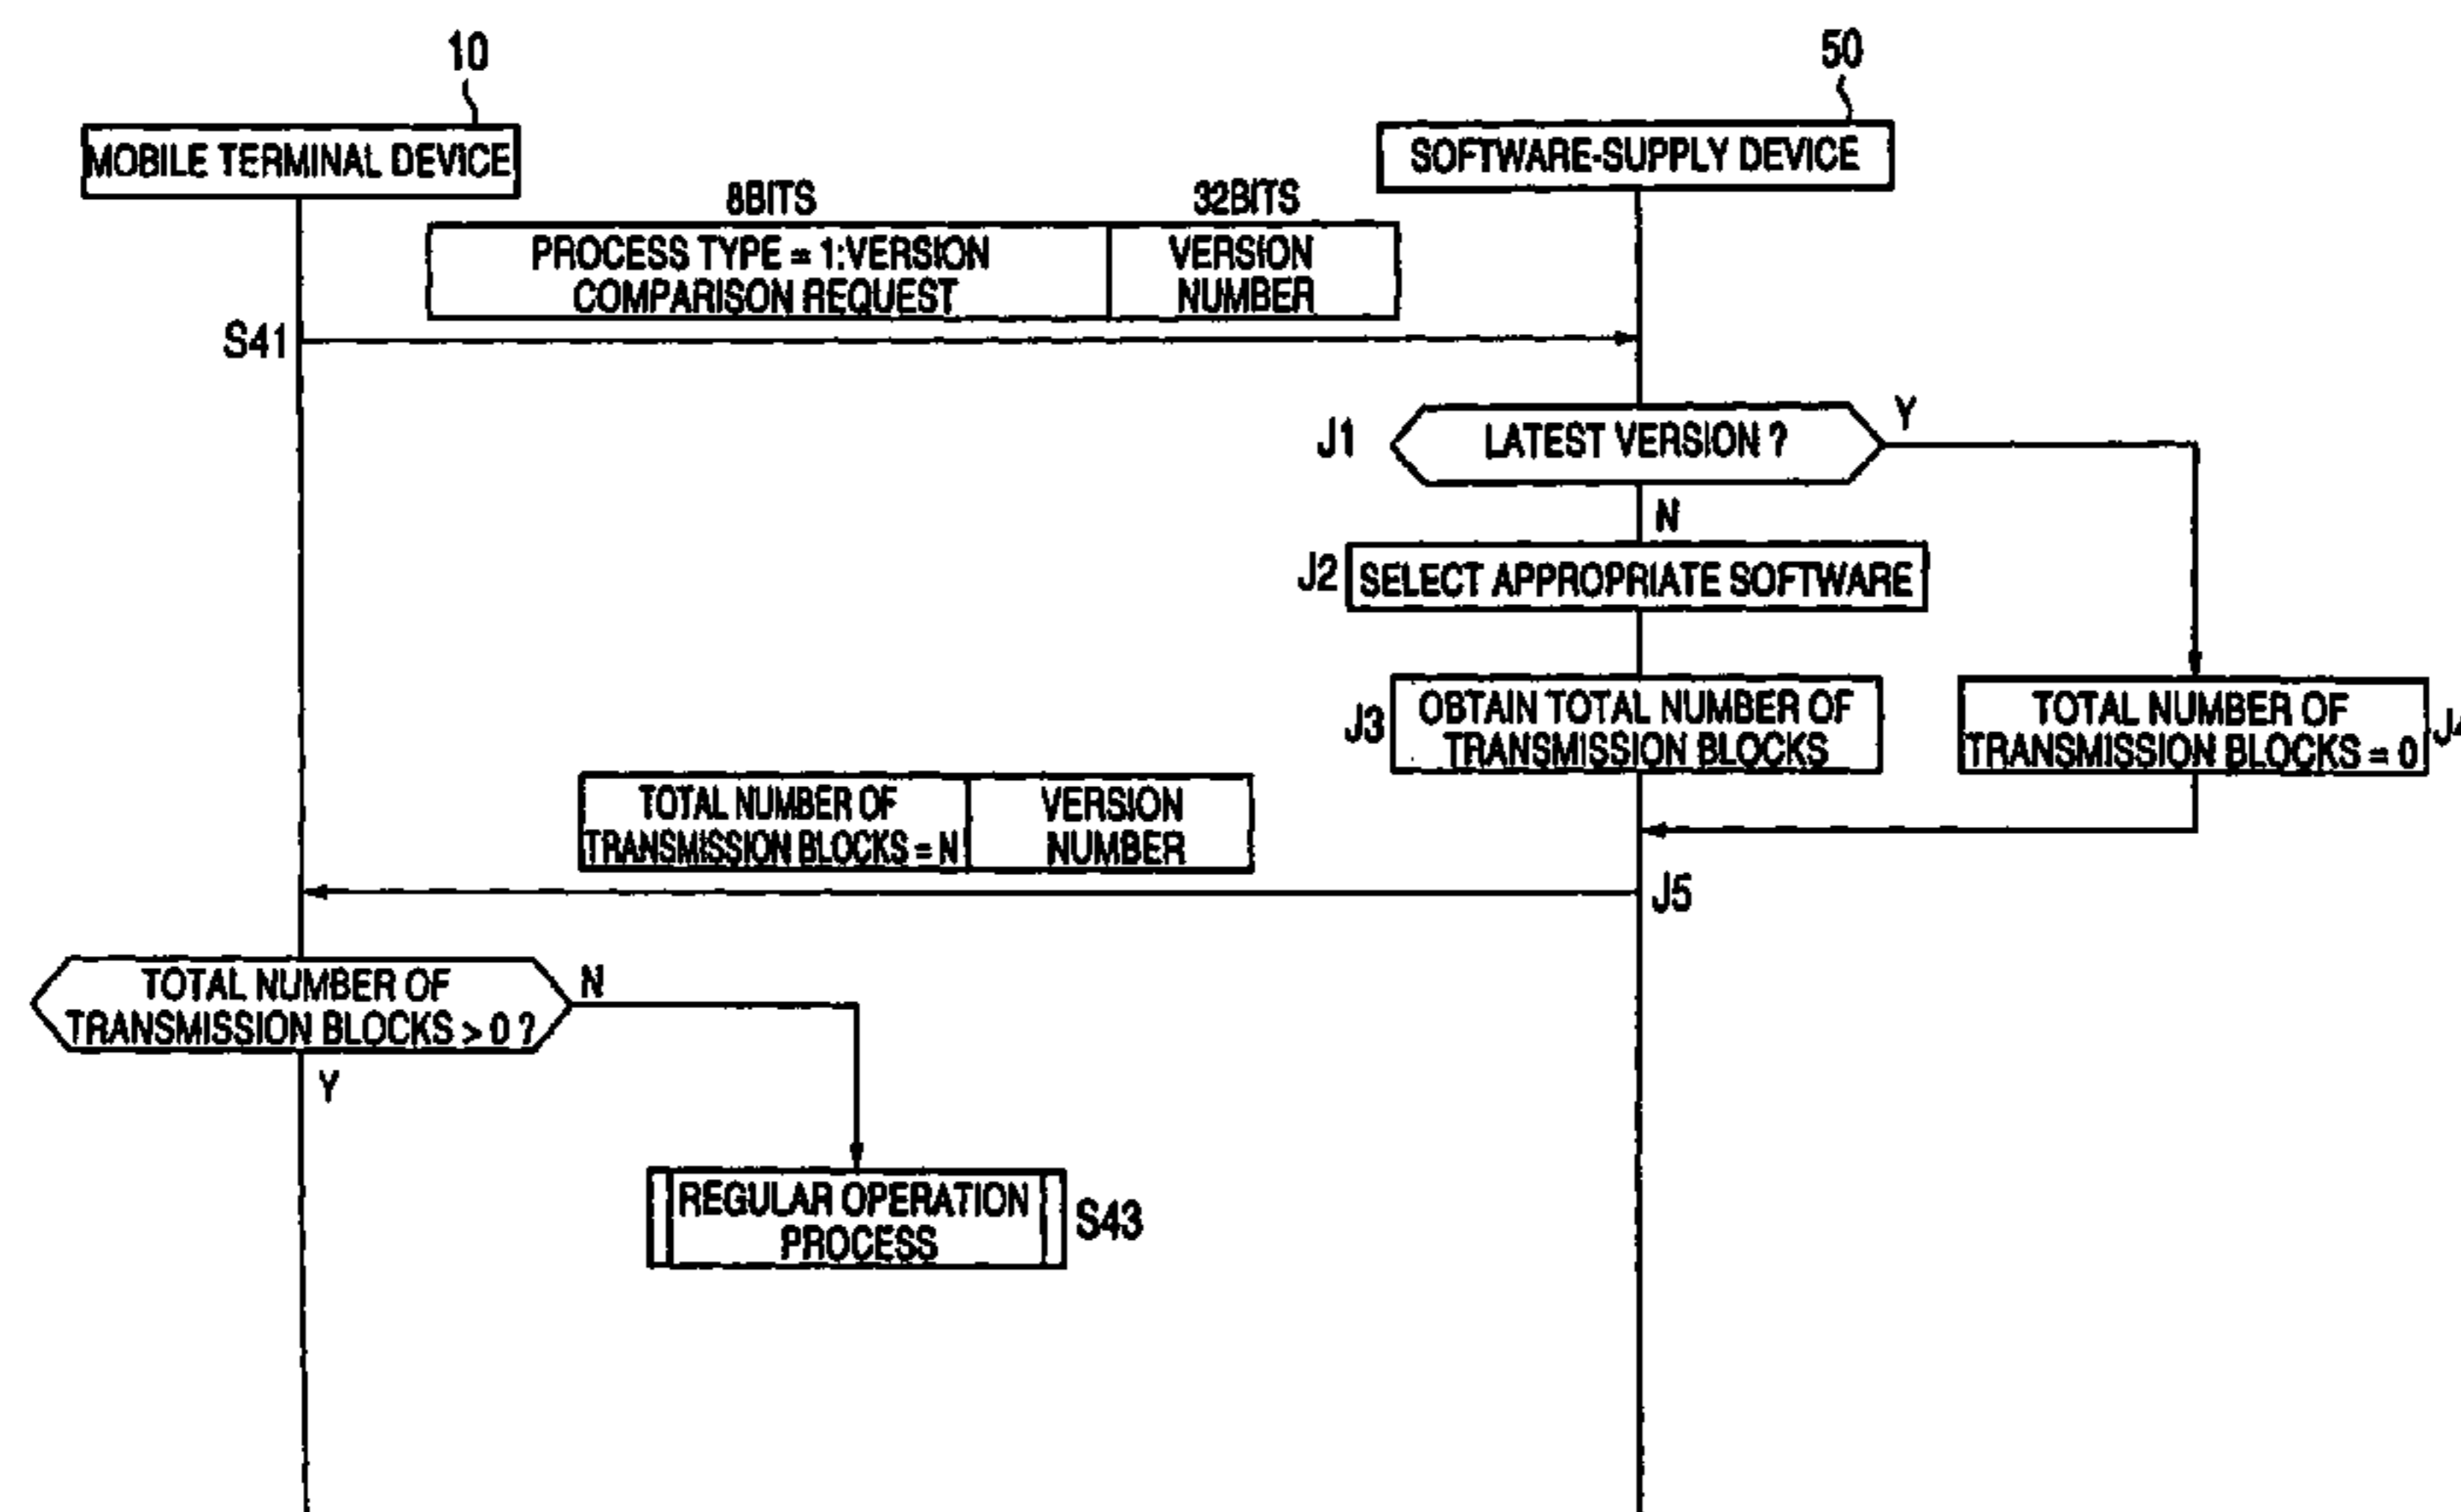 10
50
MOBILE TERMINAL DEVICE
SOFTWARE-SUPPLY DEVICE
8BITS
32BITS
PROCESS TYPE = 1:VERSION
COMPARISON REQUEST
VERSION
NUMBER
S41
J1
LATEST VERSION ?
Y
N
J2
SELECT APPROPRIATE SOFTWARE
J3
OBTAIN TOTAL NUMBER OF
TRANSMISSION BLOCKS
TOTAL NUMBER OF
TRANSMISSION BLOCKS = 0
J4
TOTAL NUMBER OF
TRANSMISSION BLOCKS = N
VERSION
NUMBER
J5
TOTAL NUMBER OF
TRANSMISSION BLOCKS > 0 ?
N
Y
REGULAR OPERATION
PROCESS
S43